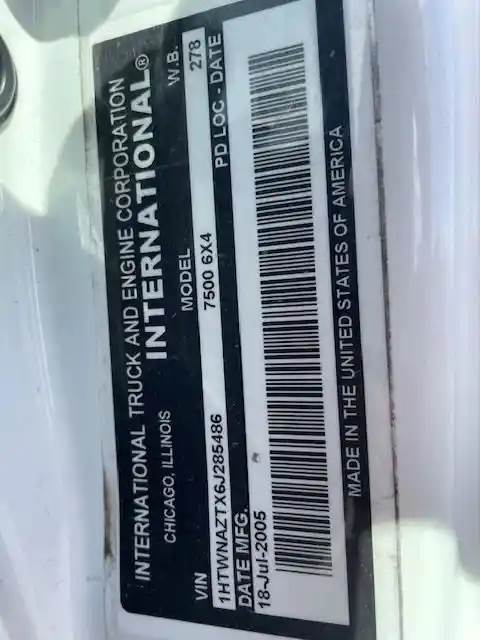 INTERNATIONAL TRUCK AND ENGINE CORPORATION
CHICAGO, ILLINOIS INTERNATIONAL®
VIN MODEL W.B.
1HTWNAZTX6J285486 7500 6X4 278
DATE MFG. PD LOC - DATE
18-Jul-2005
MADE IN THE UNITED STATES OF AMERICA